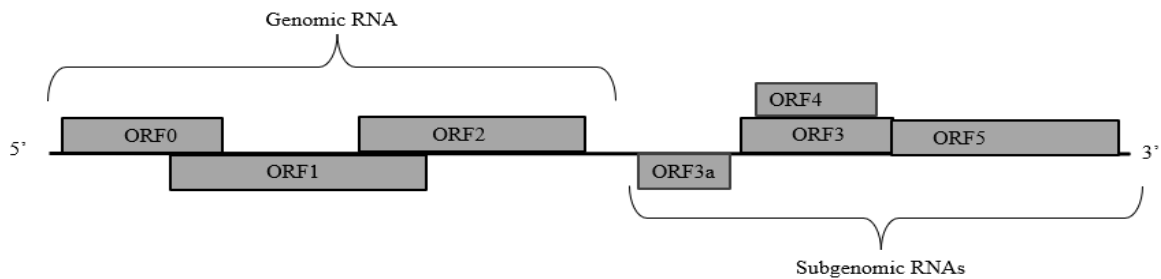 Genomic RNA
ORF4
ORF0
ORF2
ORF3
ORF5
5’
3’
ORF1
ORF3a
Subgenomic RNAs